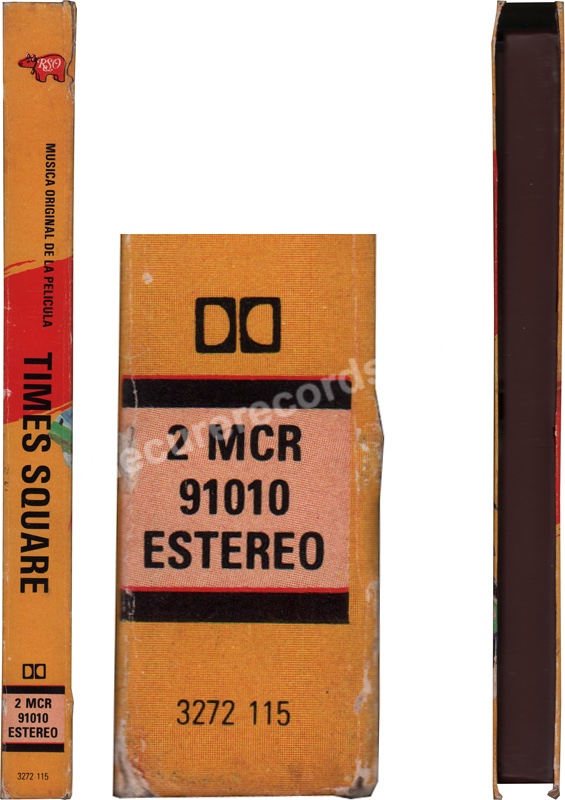 RSO
MUSICA ORIGINAL DE LA PELICULA
TIMES SQUARE
2 MCR
91010
ESTEREO
3272 115
2 MCR
91010
ESTEREO
3272 115
ecurerecords